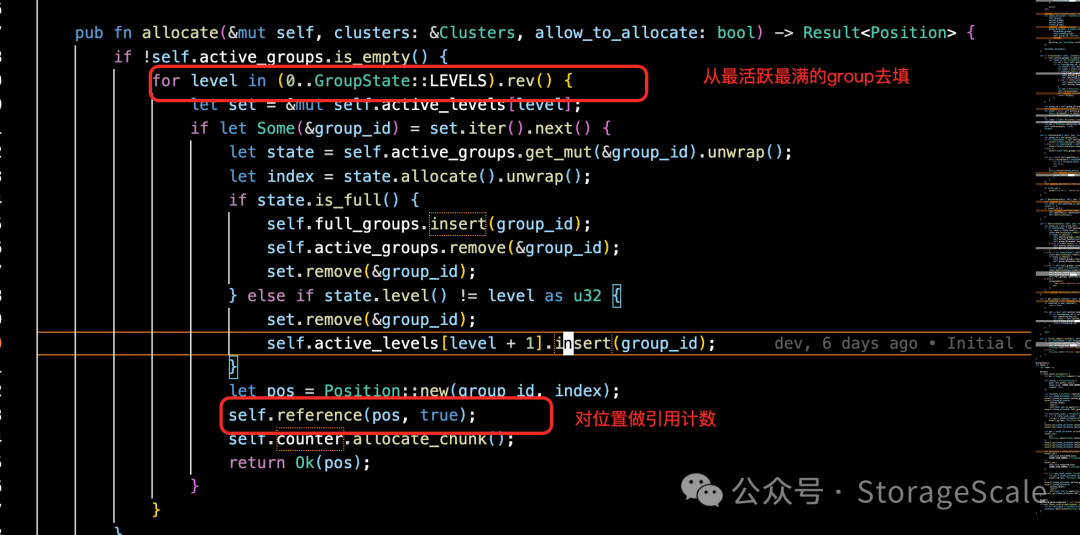 pub fn allocate(&mut self, clusters: &Clusters, allow_to_allocate: bool) -> Result<Position> {
if !self.active_groups.is_empty() {
for level in (0..GroupState::LEVELS).rev() {
从最活跃最满的group去填
let set = &mut self.active_levels[level];
if let Some(&group_id) = set.iter().next() {
let state = self.active_groups.get_mut(&group_id).unwrap();
let index = state.allocate().unwrap();
if state.is_full() {
self.full_groups.insert(group_id);
self.active_groups.remove(&group_id);
set.remove(&group_id);
} else if state.level() != level as u32 {
set.remove(&group_id);
self.active_levels[level + 1].insert(group_id);
dev, 6 days ago • Initial c
}
let pos = Position::new(group_id, index);
self.reference(pos, true);
对位置做引用计数
self.counter.allocate_chunk();
return Ok(pos);
}
}
}
公众号 · StorageScale